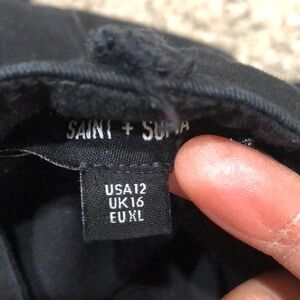 SAINT + SOFIA
USA12
UK16
EU XL